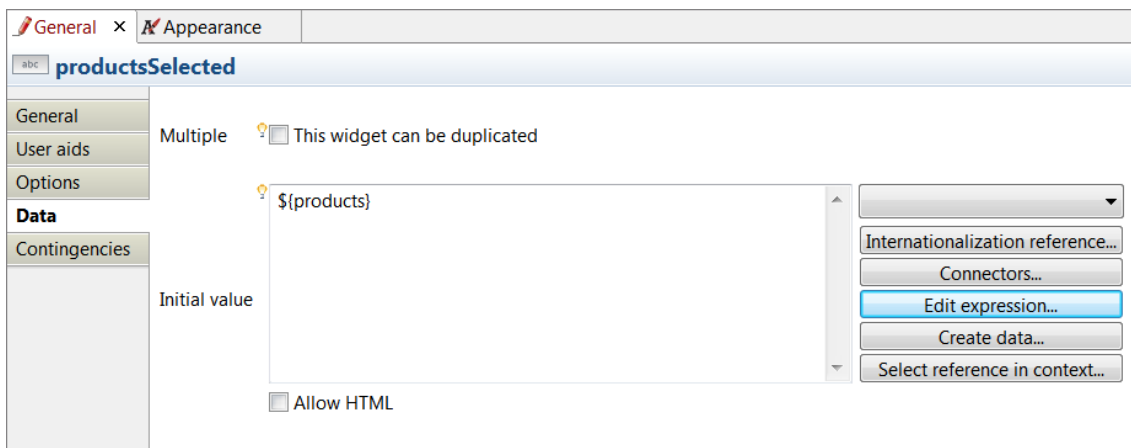 General
Appearance
abc productsSelected
General
User aids
Options
Data
Contingencies
Multiple This widget can be duplicated
Initial value
${products}
Allow HTML
Internationalization reference...
Connectors...
Edit expression...
Create data...
Select reference in context...